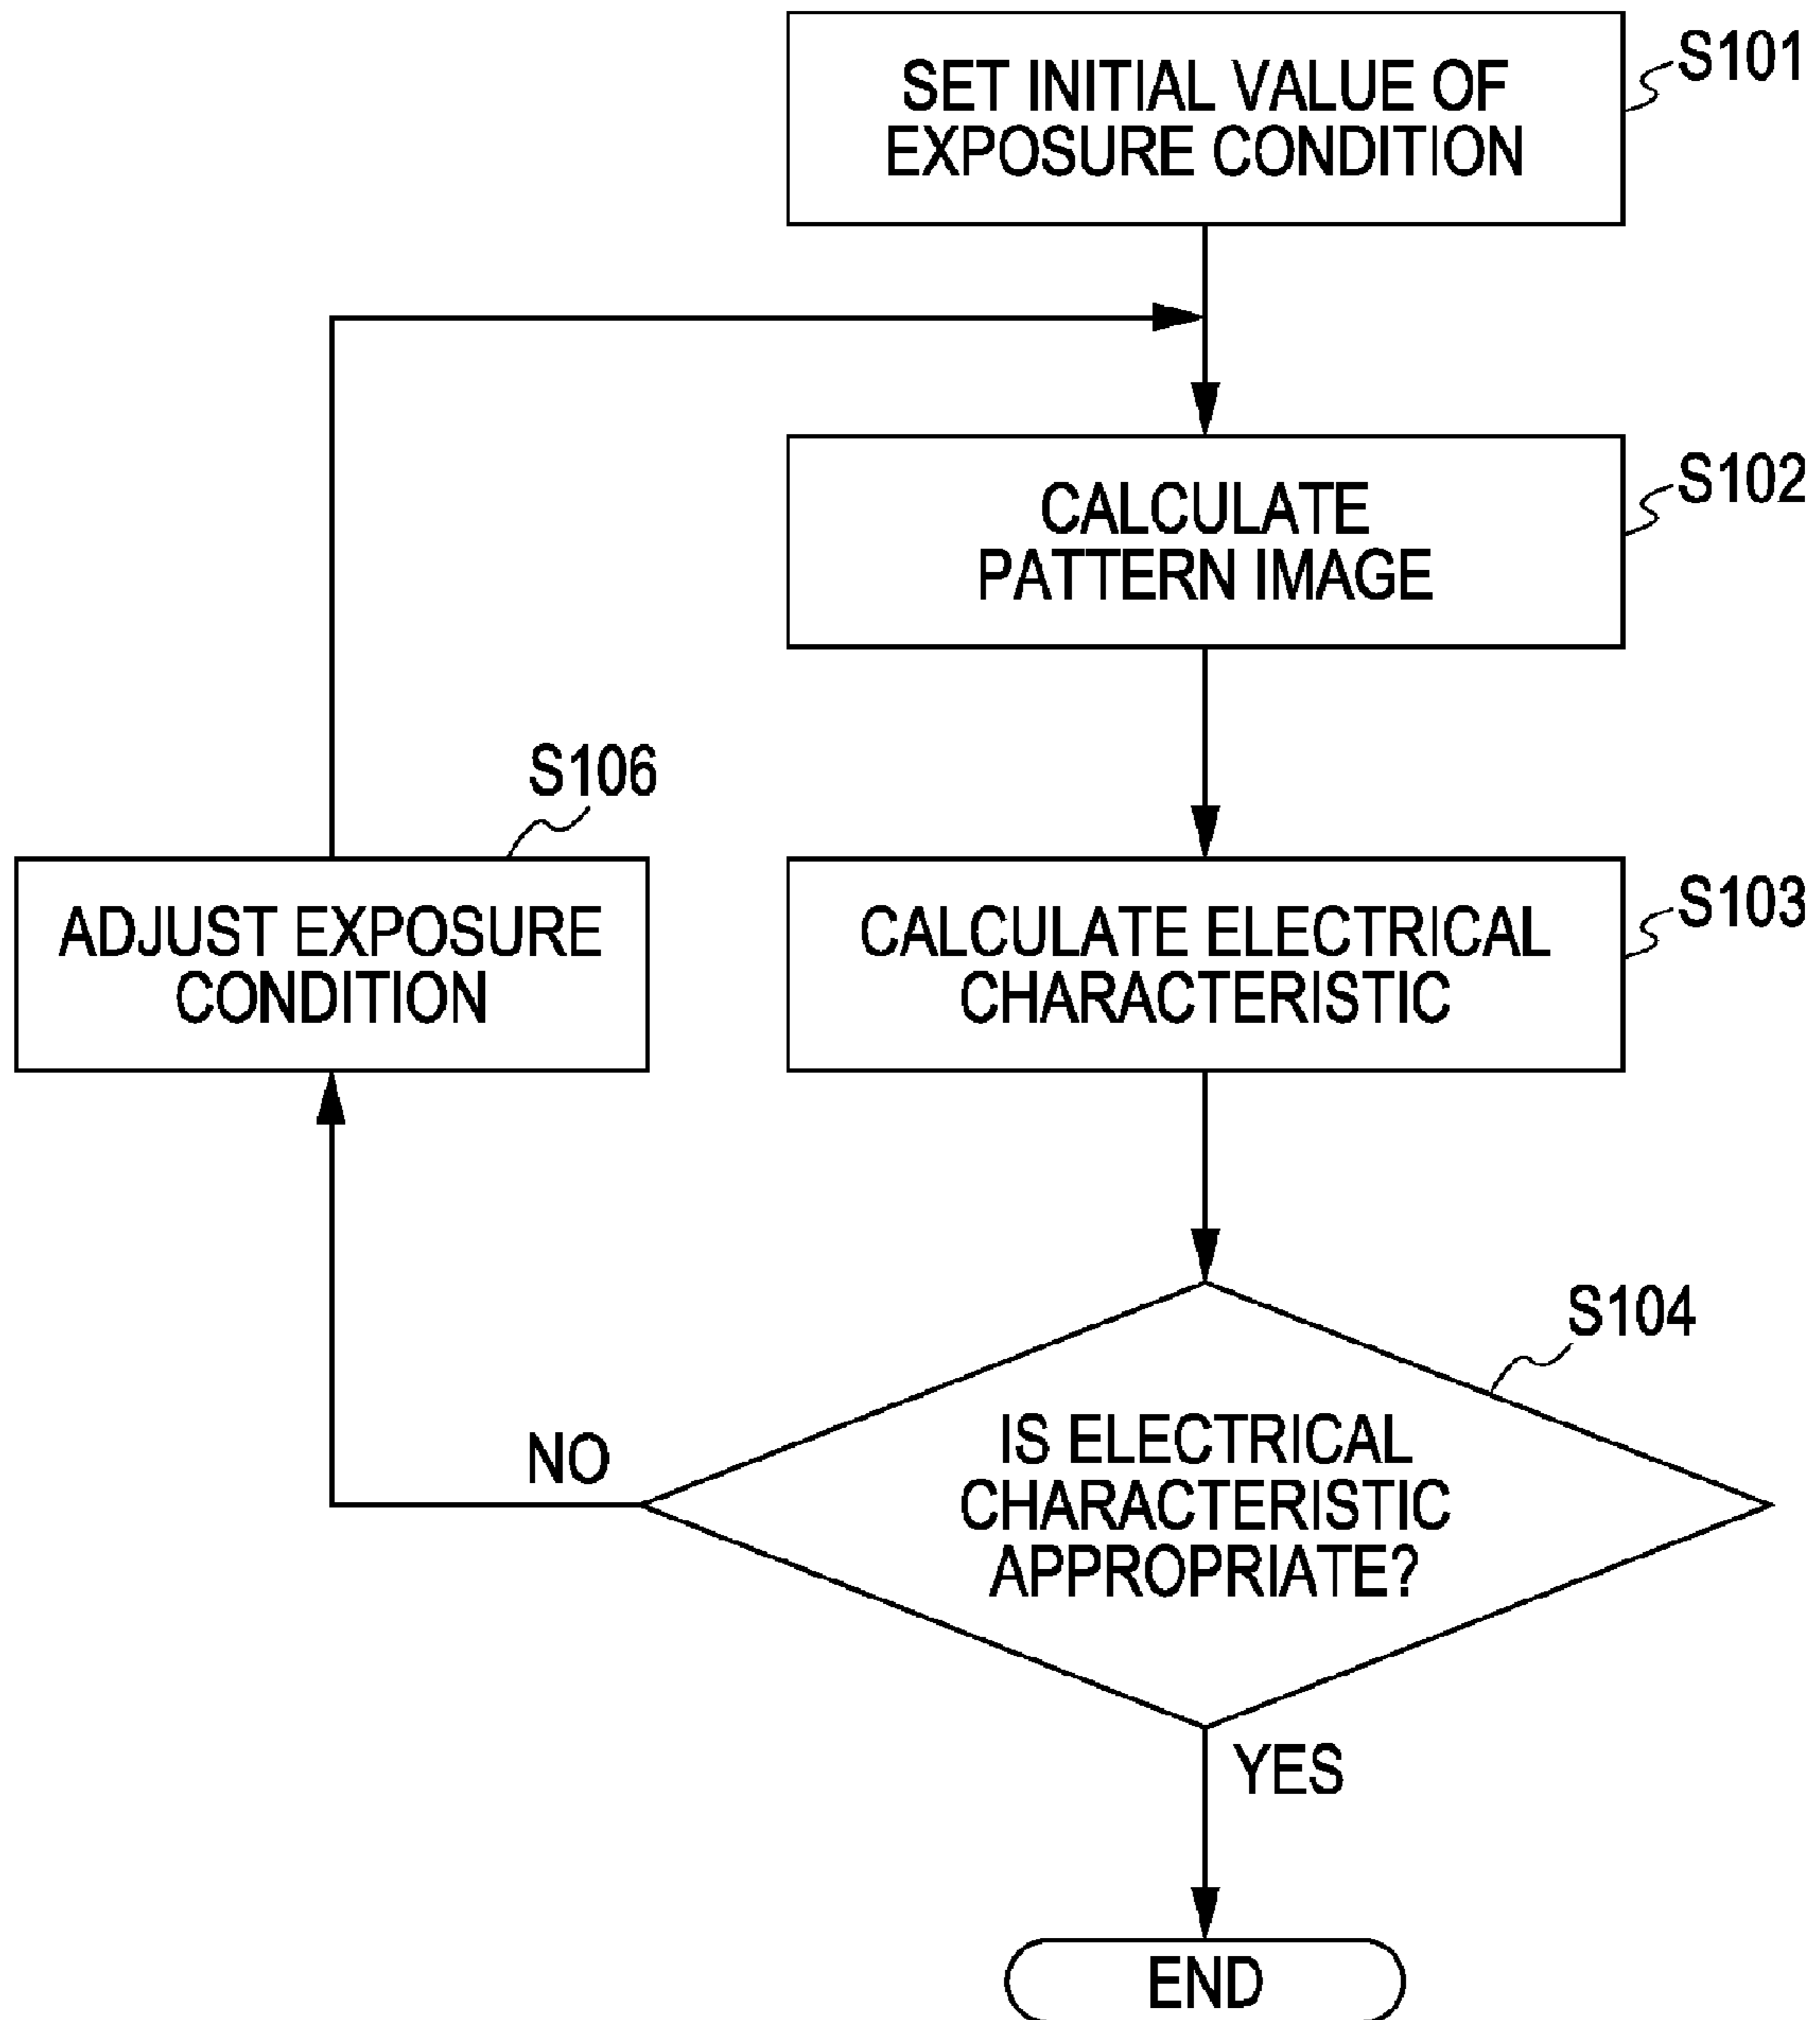 SET INITIAL VALUE OF
EXPOSURE CONDITION
S101
CALCULATE
PATTERN IMAGE
S102
S106
ADJUST EXPOSURE
CONDITION
CALCULATE ELECTRICAL
CHARACTERISTIC
S103
S104
IS ELECTRICAL
CHARACTERISTIC
APPROPRIATE?
NO
YES
END